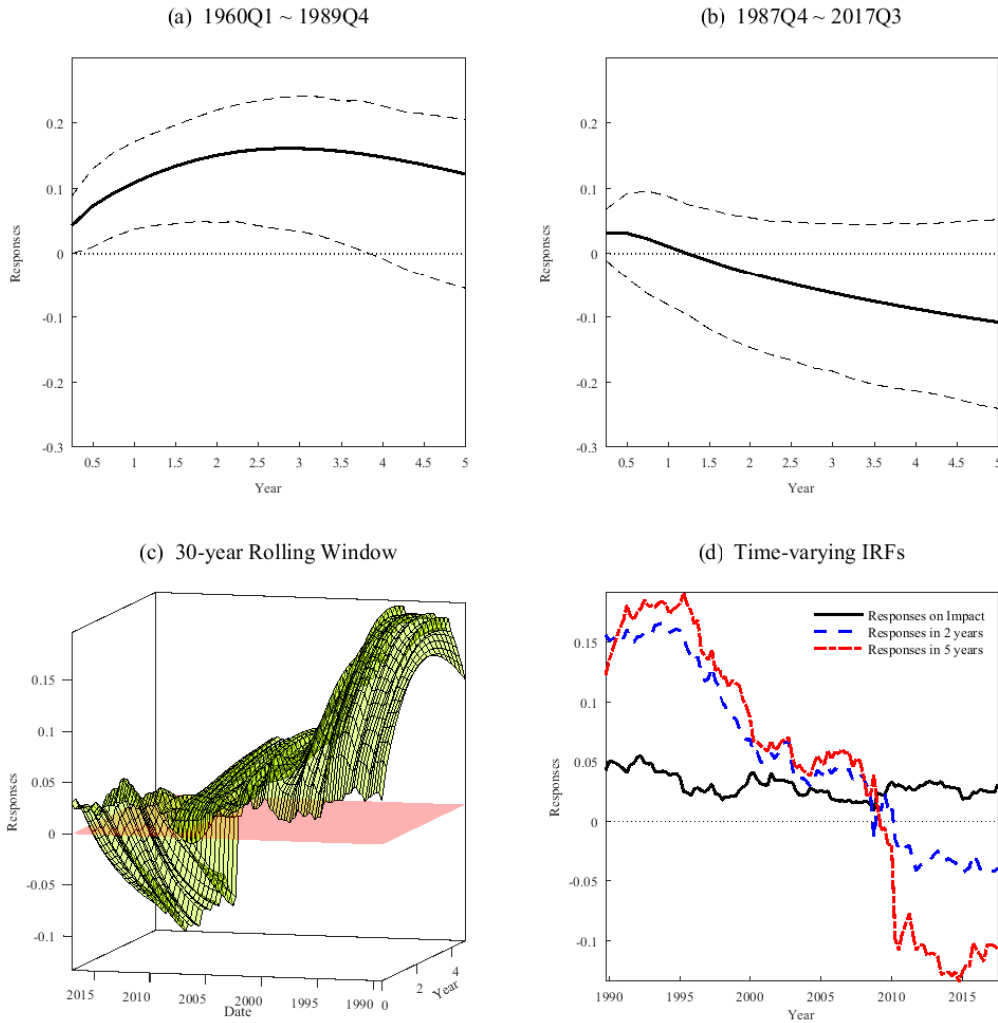 (a) 1960Q1 ~ 1989Q4
0.2
0.1
0
-0.1
-0.2
-0.3
Responses
0.5 1 1.5 2 2.5 3 3.5 4 4.5 5
Year
(b) 1987Q4 ~ 2017Q3
0.2
0.1
0
-0.1
-0.2
-0.3
Responses
0.5 1 1.5 2 2.5 3 3.5 4 4.5 5
Year
(c) 30-year Rolling Window
0.15
0.1
0.05
0
-0.05
-0.1
Responses
2015 2010 2005 2000 1995 1990
Date
0 2 4
Year
(d) Time-varying IRFs
Responses on Impact
Responses in 2 years
Responses in 5 years
0.15
0.1
0.05
0
-0.05
-0.1
Responses
1990 1995 2000 2005 2010 2015
Year